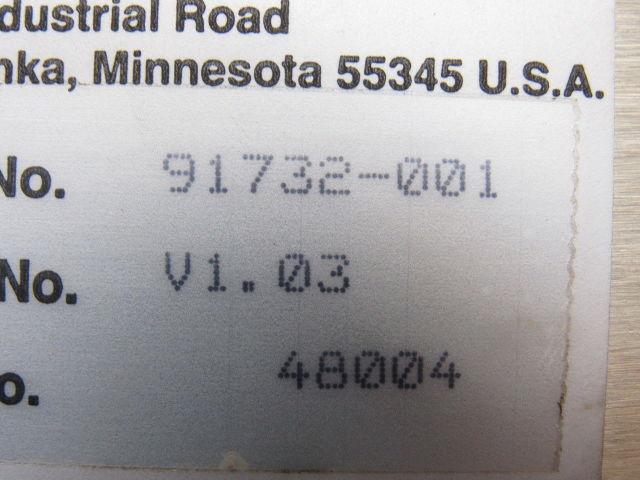 dustrial Road
nka, Minnesota 55345 U.S.A.
No. 91732-001
No. V1.03
o. 48004